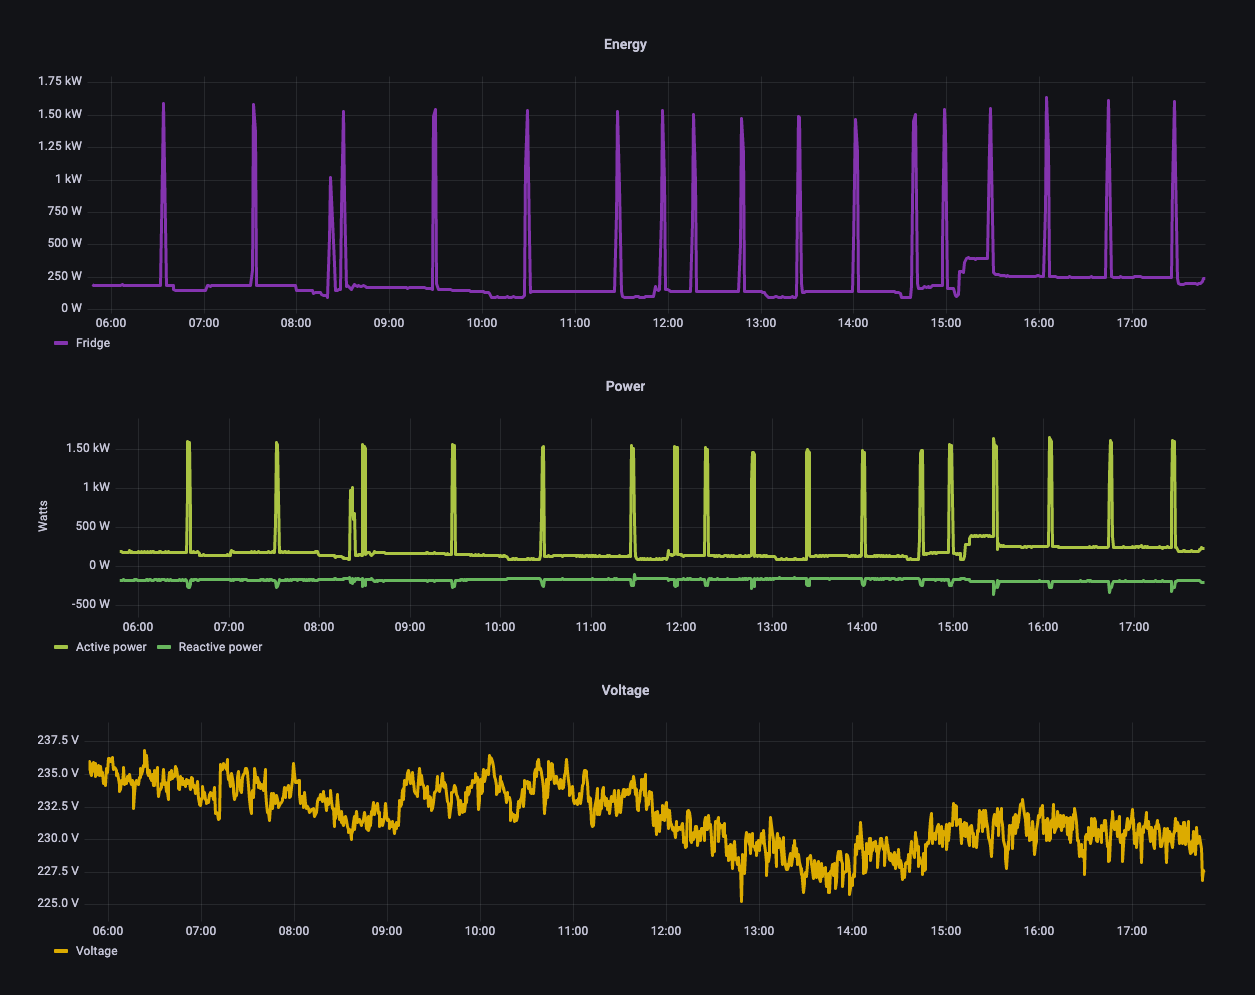 Energy
1.75 kW
1.50 kW
1.25 kW
1 kW
750 W
500 W
250 W
0 W
06:00 07:00 08:00 09:00 10:00 11:00 12:00 13:00 14:00 15:00 16:00 17:00
Fridge
Power
Watts
1.50 kW
1 kW
500 W
0 W
-500 W
06:00 07:00 08:00 09:00 10:00 11:00 12:00 13:00 14:00 15:00 16:00 17:00
Active power Reactive power
Voltage
237.5 V
235.0 V
232.5 V
230.0 V
227.5 V
225.0 V
06:00 07:00 08:00 09:00 10:00 11:00 12:00 13:00 14:00 15:00 16:00 17:00
Voltage